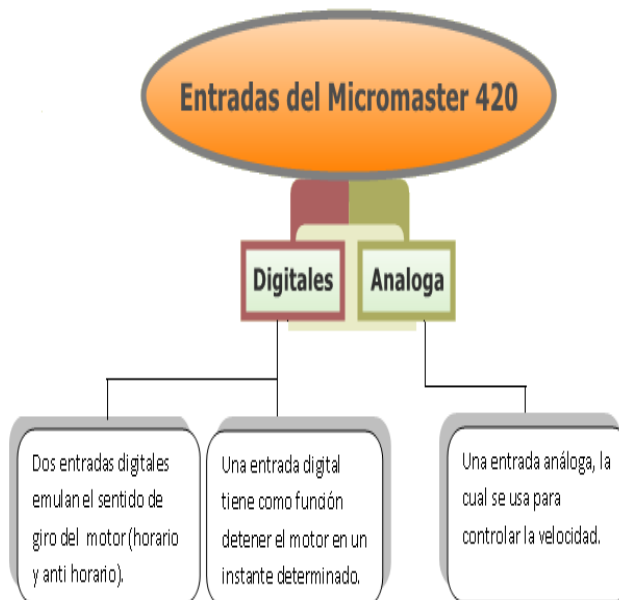 Entradas del Micromaster 420
Digitales
Analoga
Dos entradas digitales
emulan el sentido de
giro del motor (horario
y anti horario).
Una entrada digital
tiene como función
detener el motor en un
instante determinado.
Una entrada análoga, la
cual se usa para
controlar la velocidad.